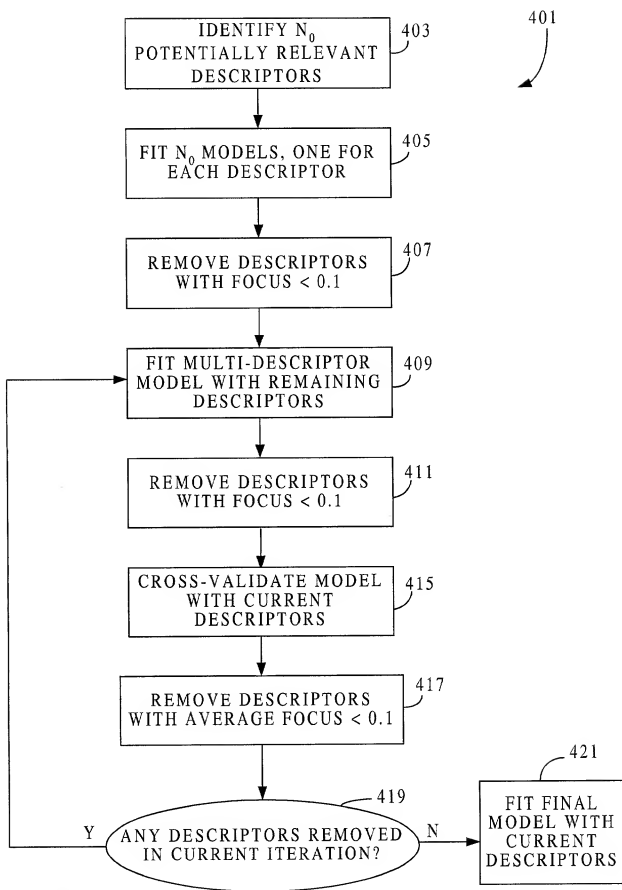 IDENTIFY N₀
POTENTIALLY RELEVANT
DESCRIPTORS
403
401
FIT N₀ MODELS, ONE FOR
EACH DESCRIPTOR
405
REMOVE DESCRIPTORS
WITH FOCUS < 0.1
407
FIT MULTI-DESCRIPTOR
MODEL WITH REMAINING
DESCRIPTORS
409
REMOVE DESCRIPTORS
WITH FOCUS < 0.1
411
CROSS-VALIDATE MODEL
WITH CURRENT
DESCRIPTORS
415
REMOVE DESCRIPTORS
WITH AVERAGE FOCUS < 0.1
417
419
Y
ANY DESCRIPTORS REMOVED
IN CURRENT ITERATION?
N
421
FIT FINAL
MODEL WITH
CURRENT
DESCRIPTORS